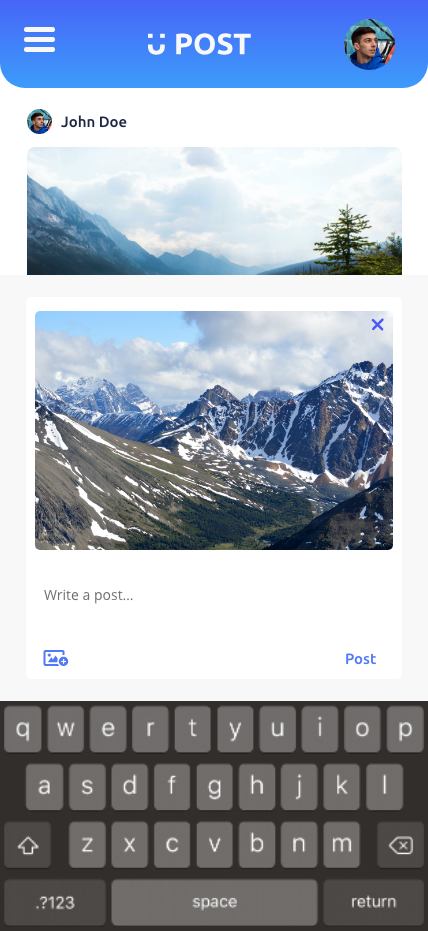 POST
John Doe
Write a post...
Post
q w e r t y u i o p
a s d f g h j k l
z x c v b n m
.?123 space return